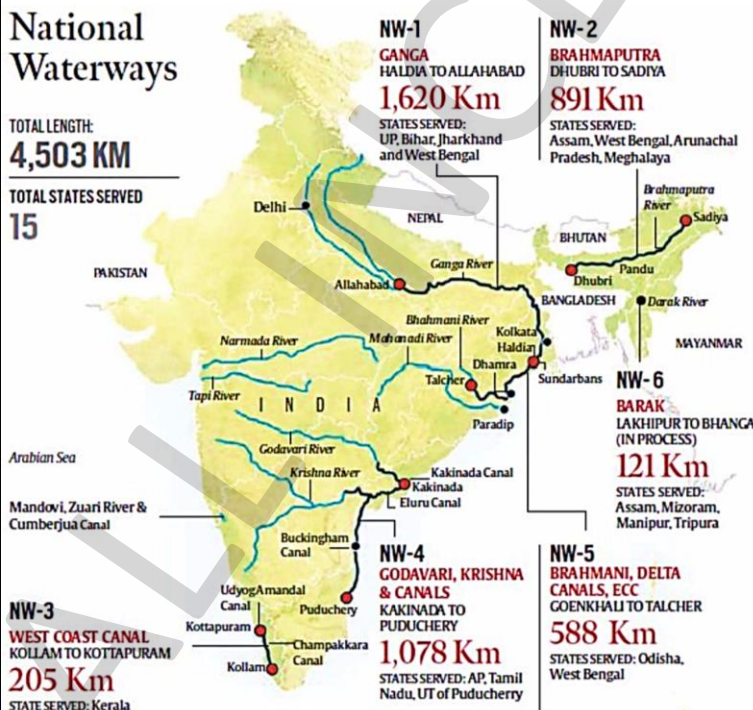 National
Waterways
TOTAL LENGTH:
4,503 KM
TOTAL STATES SERVED
15
NW-1
GANGA
HALDIA TO ALLAHABAD
1,620 Km
STATES SERVED:
UP, Bihar, Jharkhand
and West Bengal
NW-2
BRAHMAPUTRA
DHUBRI TO SADIYA
891 Km
STATES SERVED:
Assam, West Bengal, Arunachal
Pradesh, Meghalaya
Brahmaputra
River
Sadiya
Delhi
NEPAL
BHUTAN
Pandu
Dhubri
PAKISTAN
Ganga River
Allahabad
BANGLADESH
Darak River
Bhahmani River
Kolkata
Narmada River
Mahanadi River
Haldia
MAYANMAR
Dhamra
Talcher
Sundarbans
Tapi River
INDIA
Paradip
NW-6
BARAK
LAKHIPUR TO BHANGA
(IN PROCESS)
121 Km
STATES SERVED:
Assam, Mizoram,
Manipur, Tripura
Arabian Sea
Godavari River
Krishna River
Kakinada Canal
Kakinada
Eluru Canal
Mandovi, Zuari River &
Cumberjua Canal
Buckingham
Canal
NW-4
GODAVARI, KRISHNA
& CANALS
KAKINADA TO
PUDUCHERY
1,078 Km
STATES SERVED: AP, Tamil
Nadu, UT of Puducherry
NW-5
BRAHMANI, DELTA
CANALS, ECC
GOENKHALI TO TALCHER
588 Km
STATES SERVED: Odisha,
West Bengal
UdyogAmandal
Canal
Puduchery
Kottapuram
Champakkara
Canal
Kollam
NW-3
WEST COAST CANAL
KOLLAM TO KOTTAPURAM
205 Km
STATE SERVED: Kerala